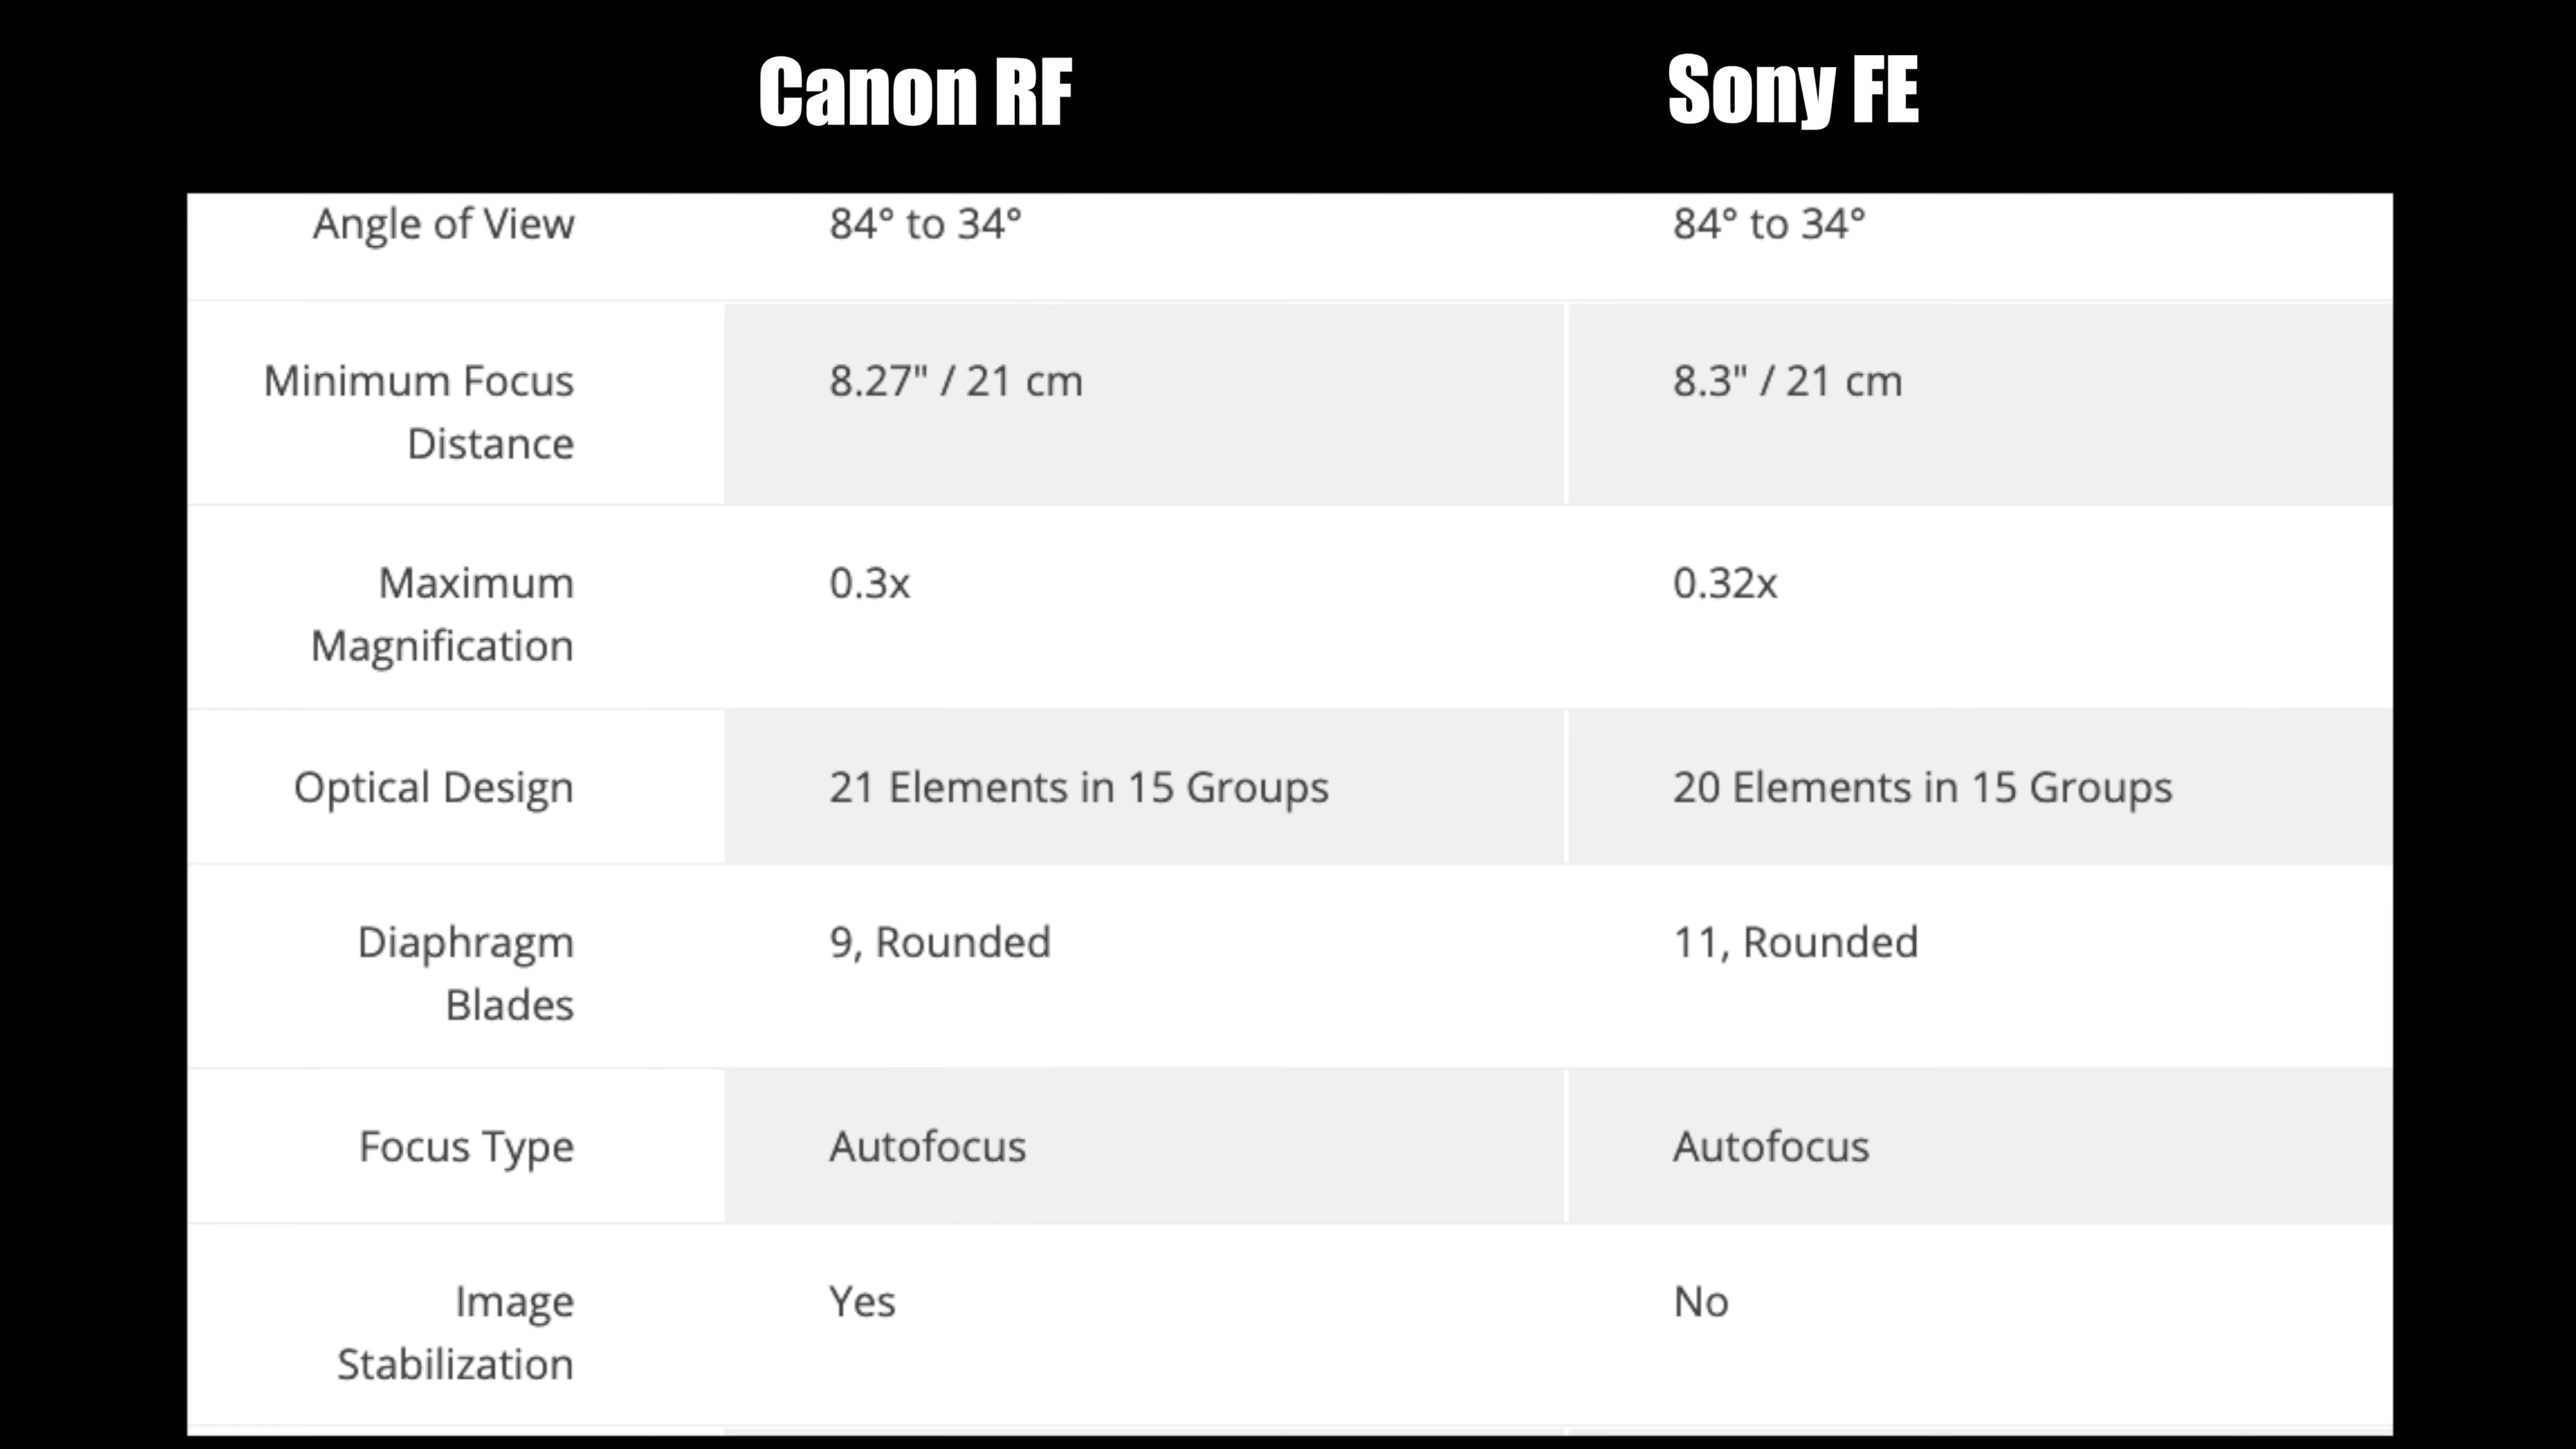 Canon RF Sony FE
Angle of View 84° to 34° 84° to 34°
Minimum Focus 8.27" / 21 cm 8.3" / 21 cm
Distance
Maximum 0.3x 0.32x
Magnification
Optical Design 21 Elements in 15 Groups 20 Elements in 15 Groups
Diaphragm 9, Rounded 11, Rounded
Blades
Focus Type Autofocus Autofocus
Image Yes No
Stabilization